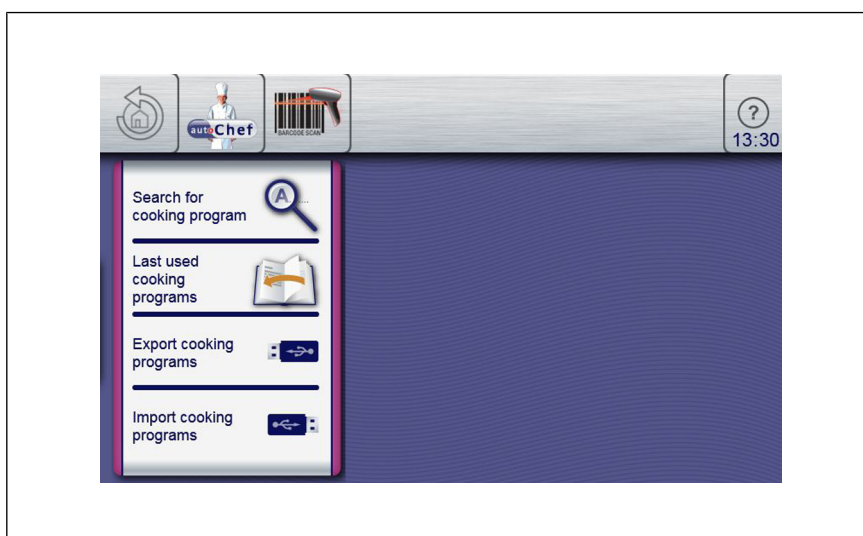 autoChef
BARCODE SCAN
?
13:30
Search for
cooking program
A...
Last used
cooking
programs
Export cooking
programs
Import cooking
programs